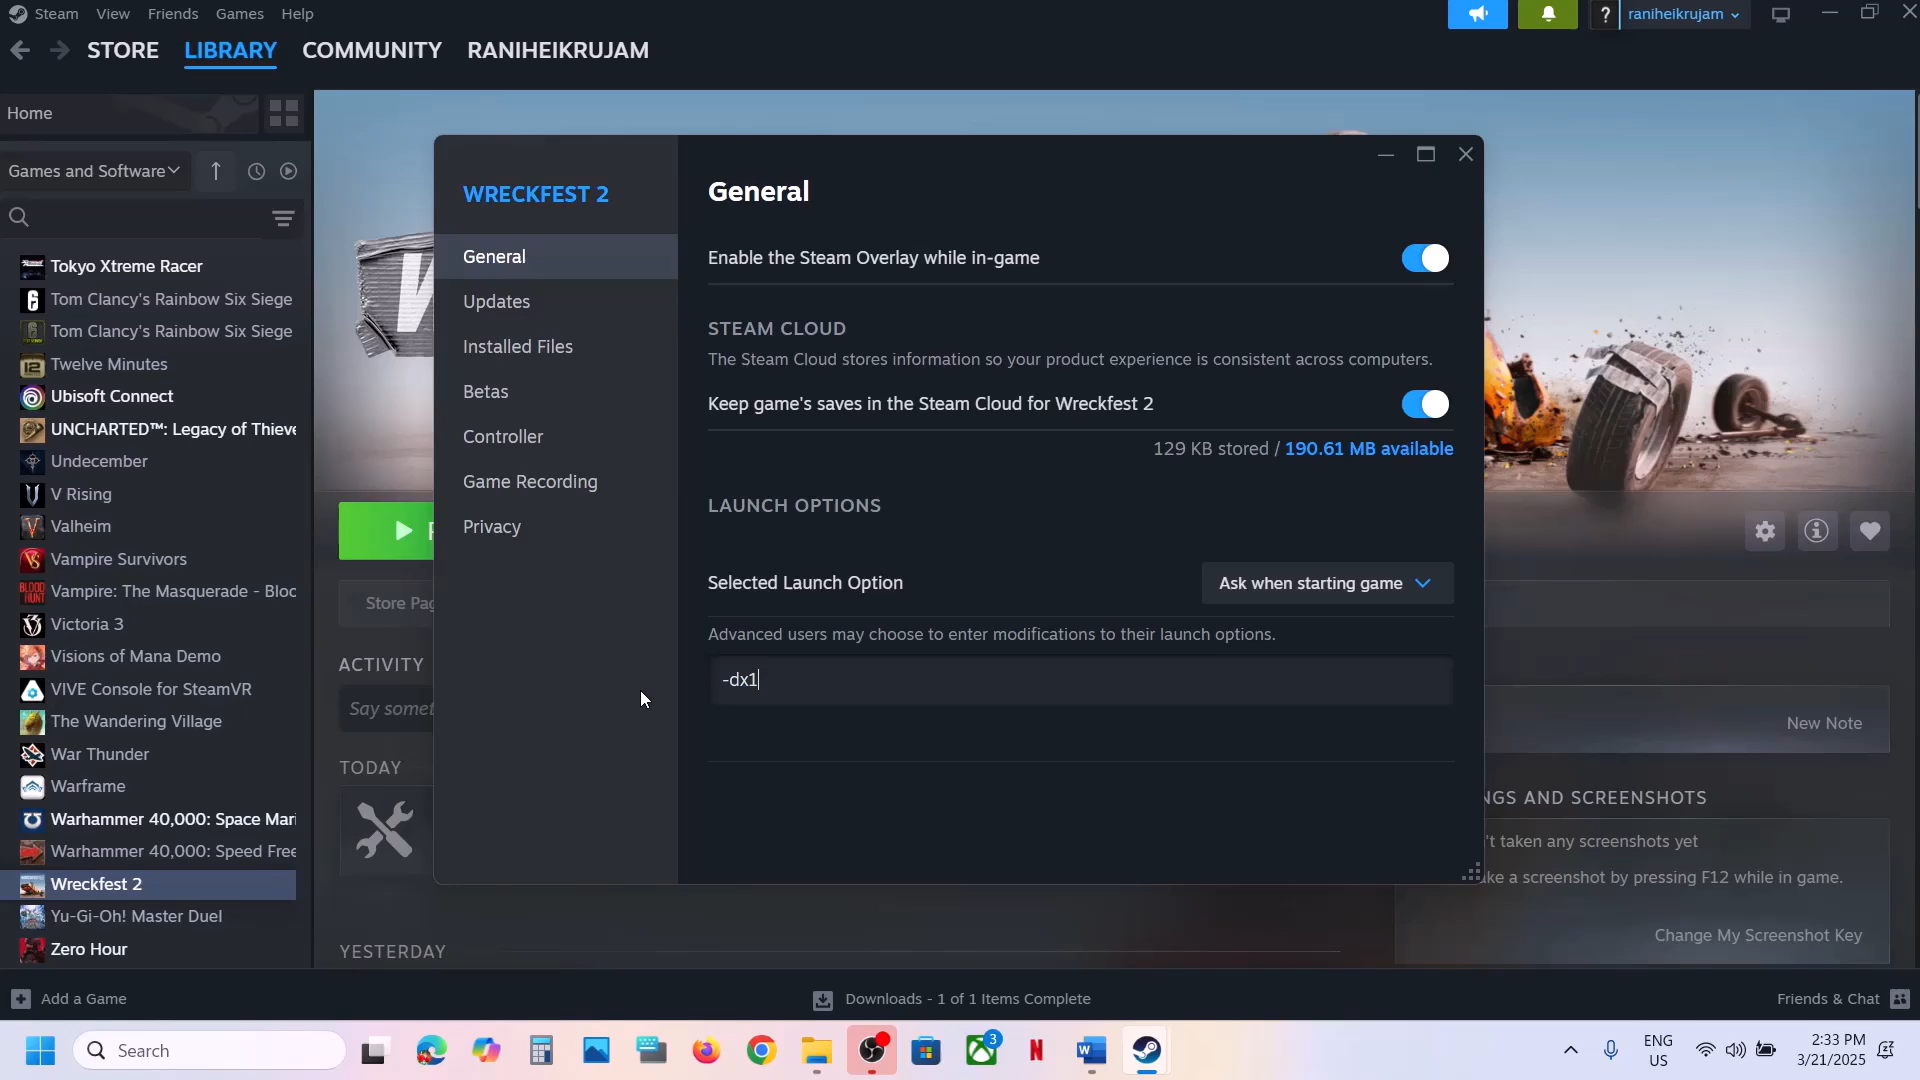 Steam View Friends Games Help
raniheikrujam
STORE LIBRARY COMMUNITY RANIHEIKRUJAM
Home
Games and Software
Tokyo Xtreme Racer
Tom Clancy's Rainbow Six Siege
Tom Clancy's Rainbow Six Siege
Twelve Minutes
Ubisoft Connect
UNCHARTED™: Legacy of Thieve
Undecember
V Rising
Valheim
Vampire Survivors
Vampire: The Masquerade - Bloo
Victoria 3
Visions of Mana Demo
VIVE Console for SteamVR
The Wandering Village
War Thunder
Warframe
Warhammer 40,000: Space Mari
Warhammer 40,000: Speed Free
Wreckfest 2
Yu-Gi-Oh! Master Duel
Zero Hour
Store Pag
ACTIVITY
Say somet
TODAY
YESTERDAY
WRECKFEST 2
General
Updates
Installed Files
Betas
Controller
Game Recording
Privacy
General
Enable the Steam Overlay while in-game
STEAM CLOUD
The Steam Cloud stores information so your product experience is consistent across computers.
Keep game's saves in the Steam Cloud for Wreckfest 2
129 KB stored / 190.61 MB available
LAUNCH OPTIONS
Selected Launch Option
Ask when starting game
Advanced users may choose to enter modifications to their launch options.
-dx1
New Note
NGS AND SCREENSHOTS
't taken any screenshots yet
ake a screenshot by pressing F12 while in game.
Change My Screenshot Key
Add a Game
Downloads - 1 of 1 Items Complete
Friends & Chat
Search
3
ENG
US
2:33 PM
3/21/2025